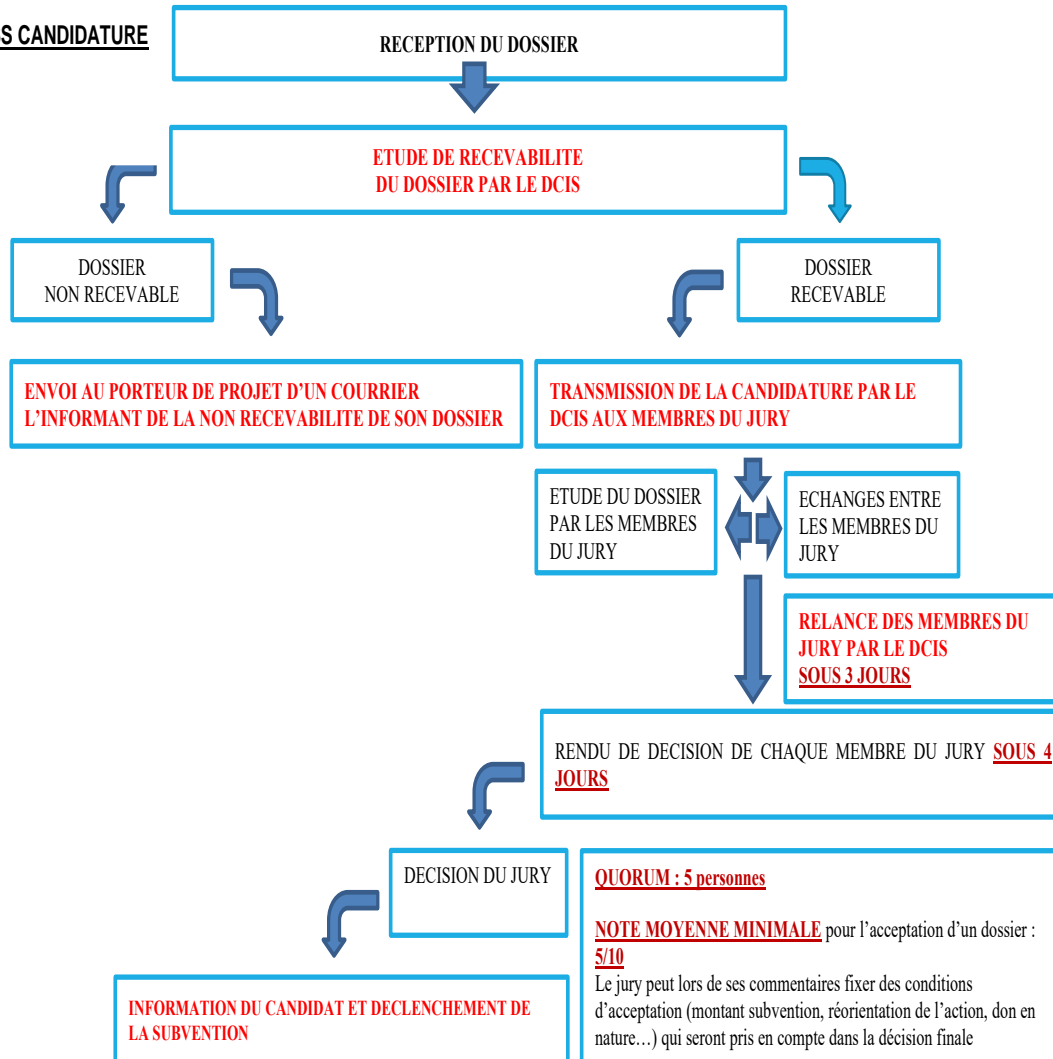 S CANDIDATURE
RECEPTION DU DOSSIER
ETUDE DE RECEVABILITE
DU DOSSIER PAR LE DCIS
DOSSIER
NON RECEVABLE
DOSSIER
RECEVABLE
ENVOI AU PORTEUR DE PROJET D’UN COURRIER
L’INFORMANT DE LA NON RECEVABILITE DE SON DOSSIER
TRANSMISSION DE LA CANDIDATURE PAR LE
DCIS AUX MEMBRES DU JURY
ETUDE DU DOSSIER
PAR LES MEMBRES
DU JURY
ECHANGES ENTRE
LES MEMBRES DU
JURY
RELANCE DES MEMBRES DU
JURY PAR LE DCIS
SOUS 3 JOURS
RENDU DE DECISION DE CHAQUE MEMBRE DU JURY SOUS 4
JOURS
DECISION DU JURY
QUORUM : 5 personnes
NOTE MOYENNE MINIMALE pour l’acceptation d’un dossier :
5/10
Le jury peut lors de ses commentaires fixer des conditions
d’acceptation (montant subvention, réorientation de l’action, don en
nature…) qui seront pris en compte dans la décision finale
INFORMATION DU CANDIDAT ET DECLENCHEMENT DE
LA SUBVENTION